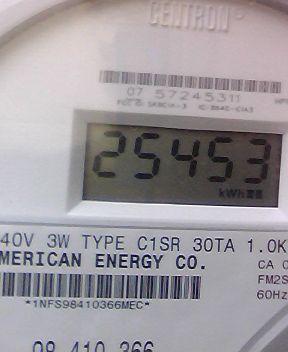 CENTRON®
07 57245311
25453
kWh
40V 3W TYPE C1SR 30TA 1.0K
MERICAN ENERGY CO.
CA 0
FM2S
*1NFS98410366MEC*
60Hz
98 410 366